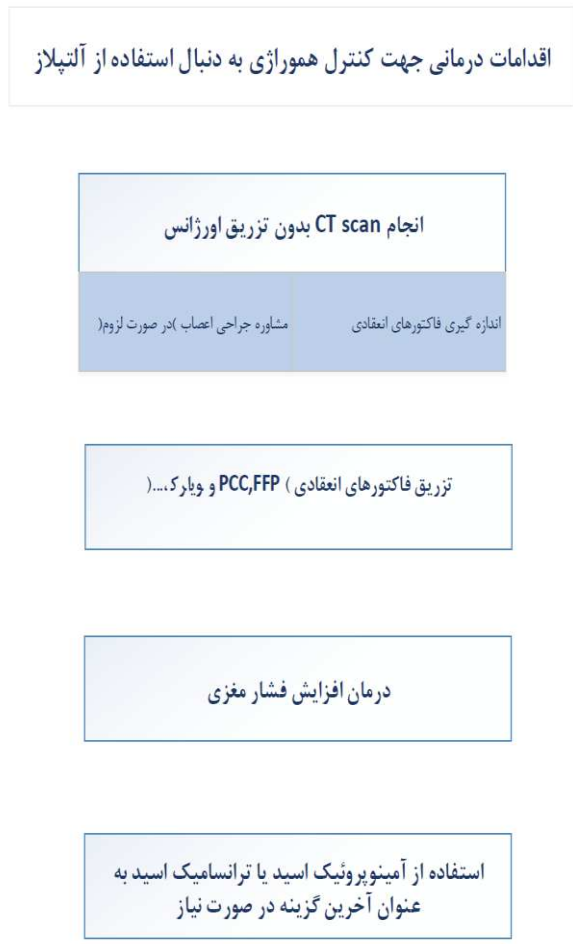 اقدامات درمانی جهت کنترل هموراژی به دنبال استفاده از آلتپلاز
انجام CT scan بدون تزریق اورژانس
اندازه گیری فاکتورهای انعقادی
مشاوره جراحی اعصاب )در صورت لزوم(
تزریق فاکتورهای انعقادی ) PCC,FFP و ...(
درمان افزایش فشار مغزی
استفاده از آمینوپروئیک اسید یا ترانسامیک اسید به
عنوان آخرین گزینه در صورت نیاز